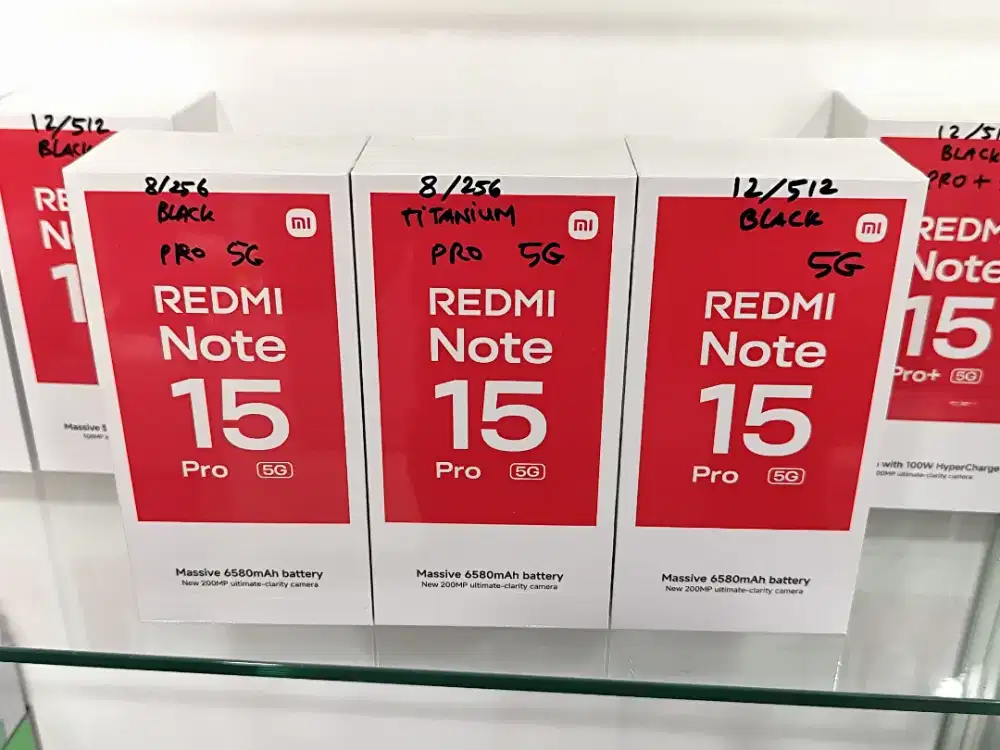 12/512
BLACK
15
Massive
8/256
BLACK
PRO 5G
mi
REDMI
Note
15
Pro 5G
Massive 6580mAh battery
New 200MP ultimate-clarity camera
8/256
TITANIUM
PRO 5G
mi
REDMI
Note
15
Pro 5G
Massive 6580mAh battery
New 200MP ultimate-clarity camera
12/512
BLACK
5G
mi
REDMI
Note
15
Pro 5G
Massive 6580mAh battery
New 200MP ultimate-clarity camera
BLACK
PRO +
Note
15
Pro+ 5G
with 100W HyperCharge
200MP ultimate-clarity camera